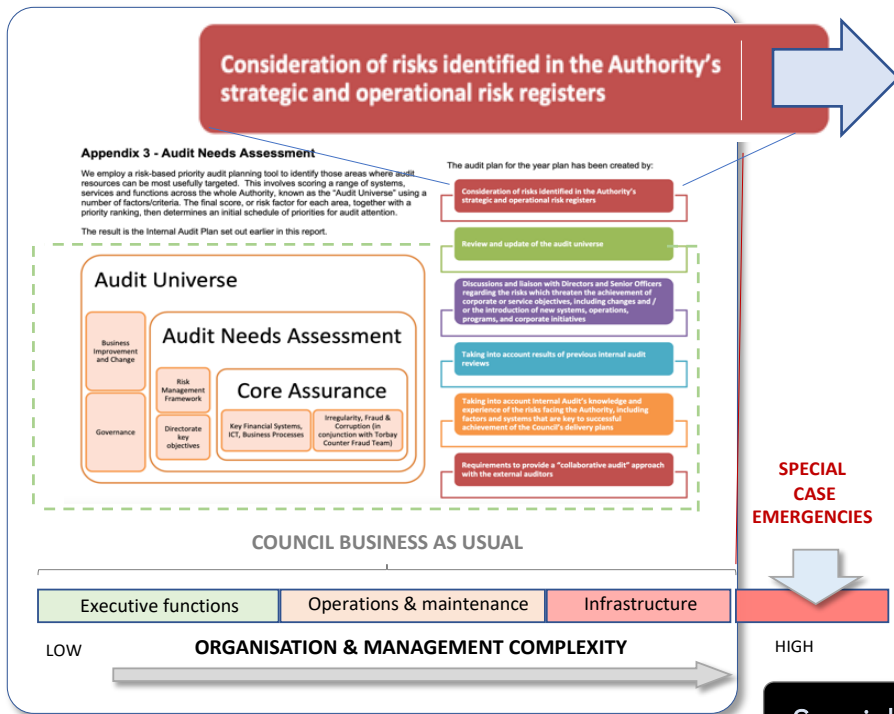 Consideration of risks identified in the Authority's
strategic and operational risk registers
Appendix 3 - Audit Needs Assessment
We employ a risk-based priority audit planning tool to identify those areas where audit
resources can be most usefully targeted. This involves scoring a range of systems,
services and functions across the whole Authority, known as the "Audit Universe" using a
number of factors/criteria. The final score, or risk factor for each area, together with a
priority ranking, then determines an initial schedule of priorities for audit attention.
The result is the Internal Audit Plan set out earlier in this report.
The audit plan for the year plan has been created by:
Consideration of risks identified in the Authority's
strategic and operational risk registers
Review and update of the audit universe
Discussions and liaison with Directors and Senior Officers
regarding the risks which threaten the achievement of
corporate or service objectives, including changes and /
or the introduction of new systems, operations,
programs, and corporate initiatives
Taking into account results of previous internal audit
reviews
Taking into account Internal Audit's knowledge and
experience of the risks facing the Authority, including
factors and systems that are key to successful
achievement of the Council's delivery plans
Requirements to provide a "collaborative audit" approach
with the external auditors
Audit Universe
Business
Improvement
and Change
Governance
Audit Needs Assessment
Risk
Management
Framework
Directorate
key
objectives
Core Assurance
Key Financial Systems,
ICT, Business Processes
Irregularity, Fraud &
Corruption (in
conjunction with Torbay
Counter Fraud Team)
SPECIAL
CASE
EMERGENCIES
COUNCIL BUSINESS AS USUAL
Executive functions
Operations & maintenance
Infrastructure
LOW
ORGANISATION & MANAGEMENT COMPLEXITY
HIGH